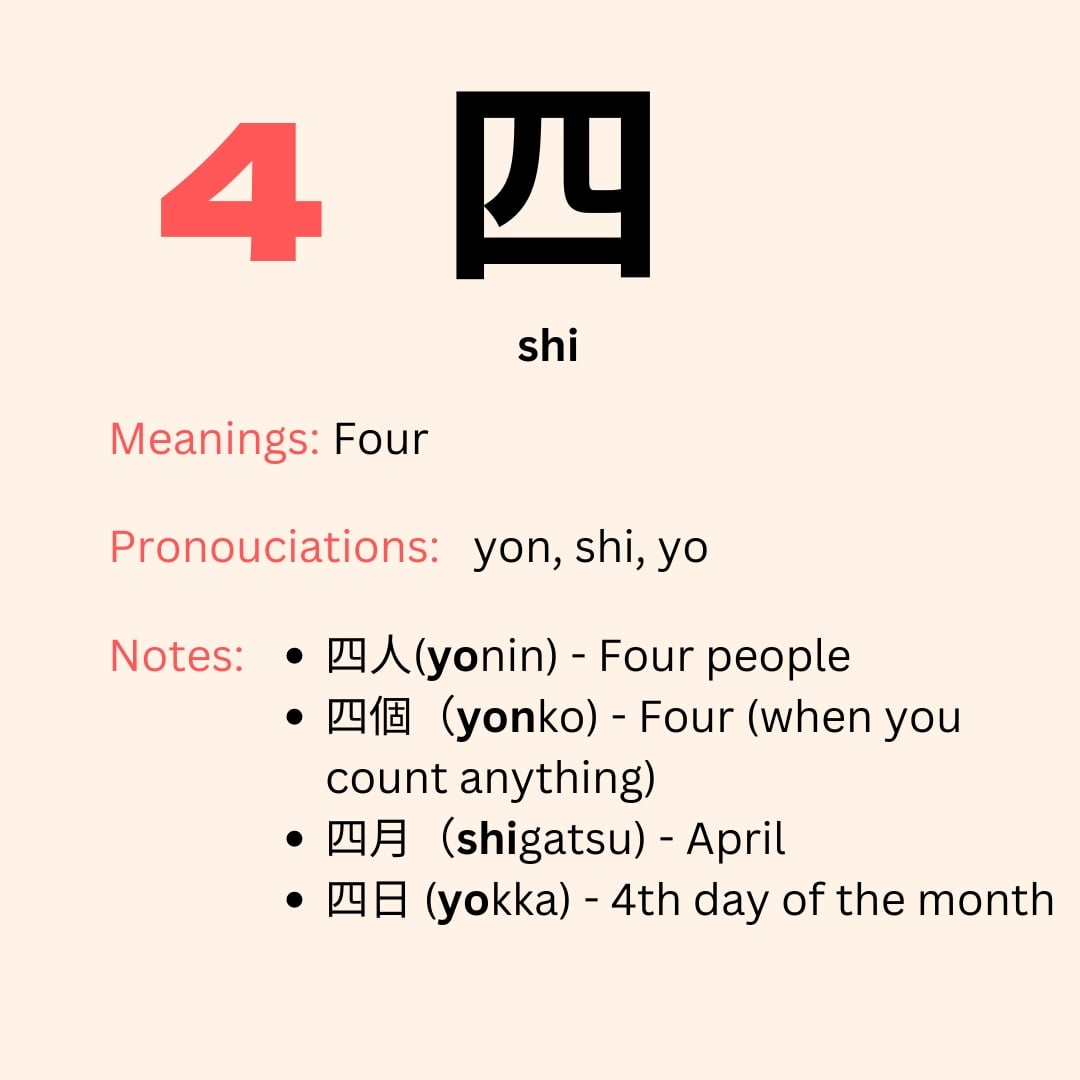 4 四
shi
Meanings: Four
Pronouciations: yon, shi, yo
Notes: • 四人(yonin) - Four people
• 四個（yonko) - Four (when you
count anything)
• 四月（shigatsu) - April
• 四日 (yokka) - 4th day of the month